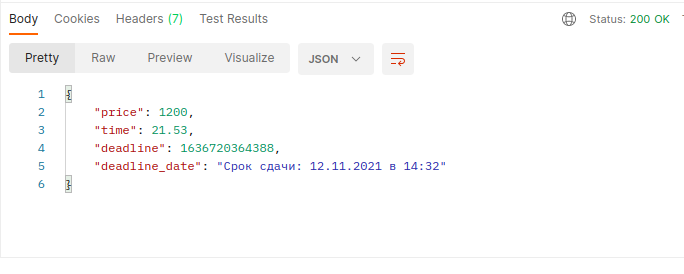 Body Cookies Headers (7) Test Results Status: 200 OK
Pretty Raw Preview Visualize JSON
1 {
2 "price": 1200,
3 "time": 21.53,
4 "deadline": 1636720364388,
5 "deadline_date": "Срок сдачи: 12.11.2021 в 14:32"
6 }